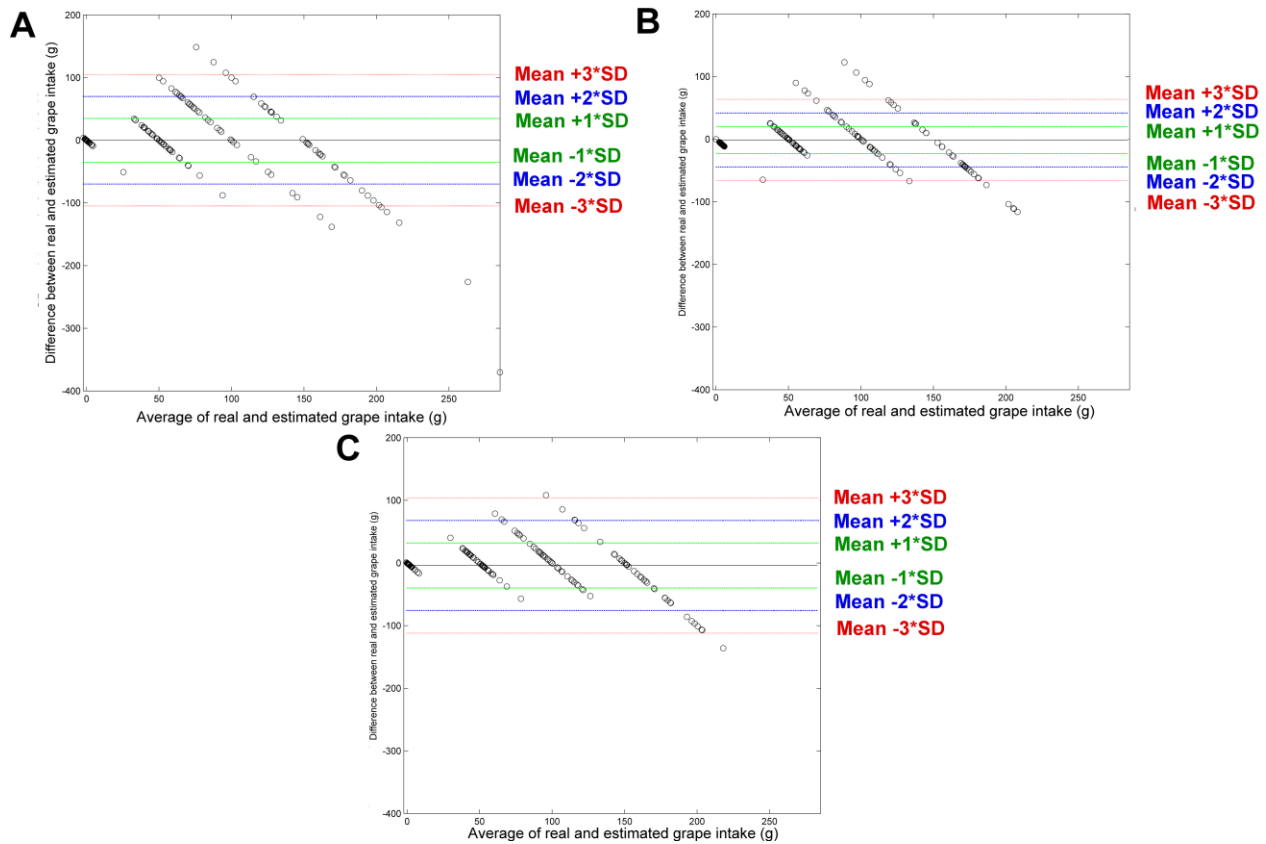 A
Difference between real and estimated grape intake (g)
200
100
0
-100
-200
-300
-400
0 50 100 150 200 250
Average of real and estimated grape intake (g)
Mean +3*SD
Mean +2*SD
Mean +1*SD
Mean -1*SD
Mean -2*SD
Mean -3*SD
B
Difference between real and estimated grape intake (g)
200
100
0
-100
-200
-300
-400
0 50 100 150 200 250
Average of real and estimated grape intake (g)
Mean +3*SD
Mean +2*SD
Mean +1*SD
Mean -1*SD
Mean -2*SD
Mean -3*SD
C
Difference between real and estimated grape intake (g)
200
100
0
-100
-200
-300
-400
0 50 100 150 200 250
Average of real and estimated grape intake (g)
Mean +3*SD
Mean +2*SD
Mean +1*SD
Mean -1*SD
Mean -2*SD
Mean -3*SD